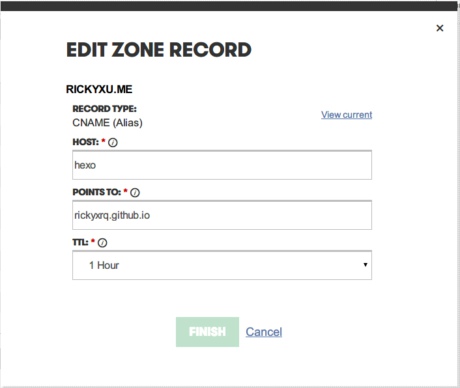 EDIT ZONE RECORD
RICKYXU.ME
RECORD TYPE:
CNAME (Alias)
View current
HOST: *
hexo
POINTS TO: *
rickyxrq.github.io
TTL: *
1 Hour
FINISH Cancel